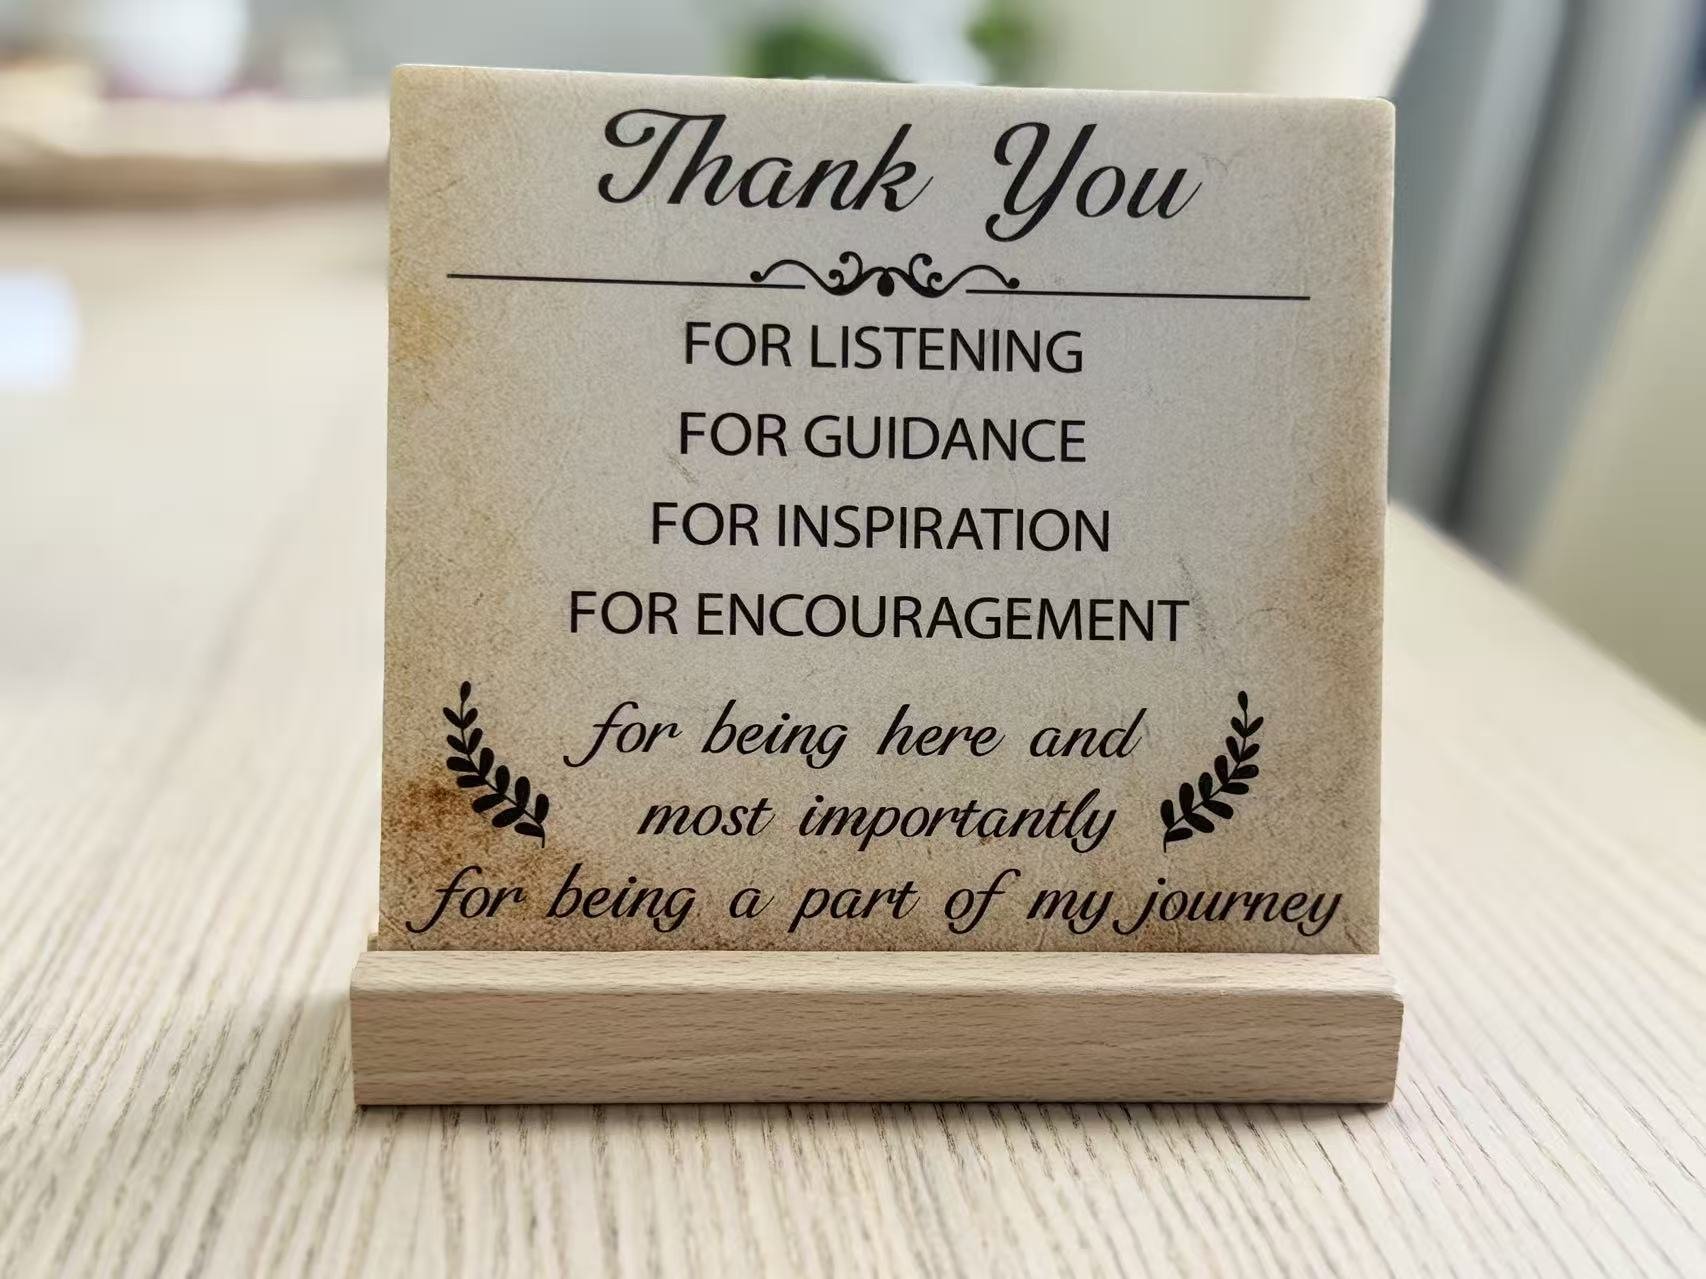 Thank You
FOR LISTENING
FOR GUIDANCE
FOR INSPIRATION
FOR ENCOURAGEMENT
for being here and
most importantly
for being a part of my journey